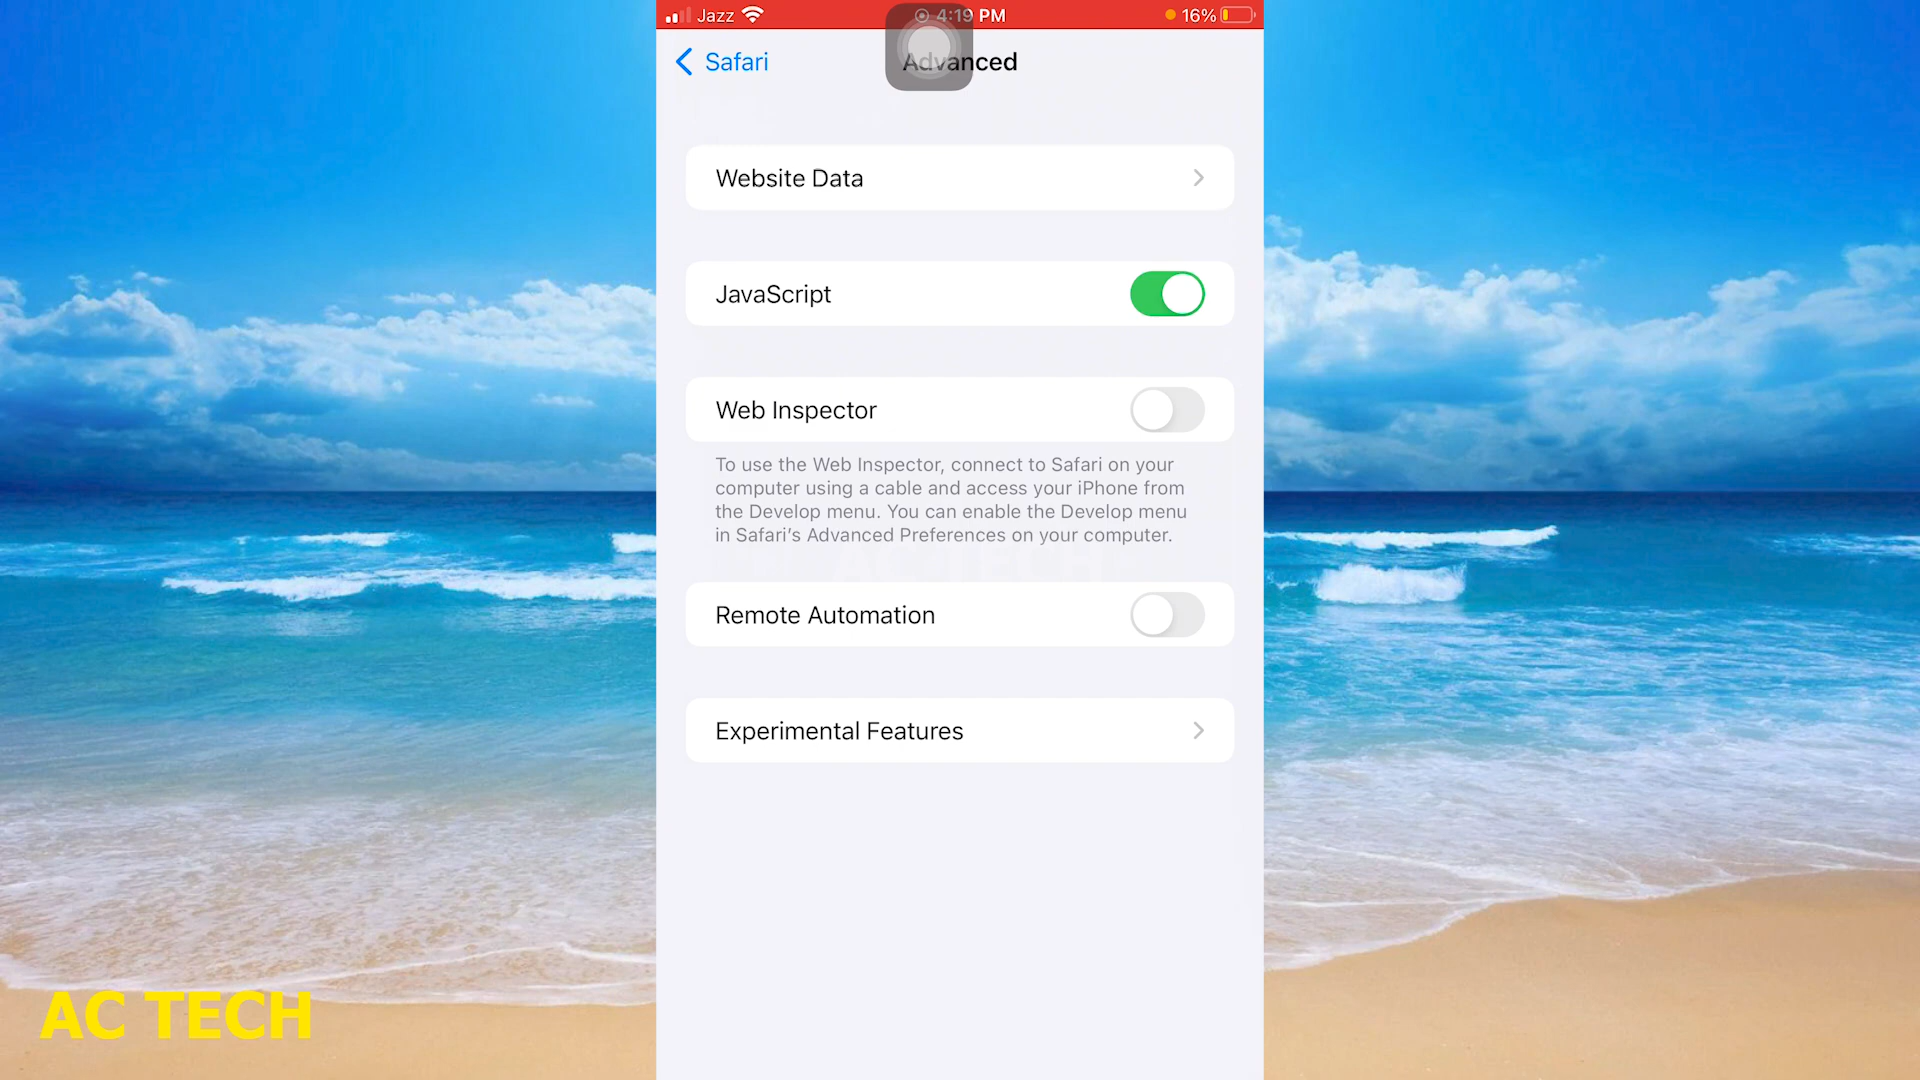 Jazz 4:19 PM 16%
Safari Advanced
Website Data
JavaScript
Web Inspector
To use the Web Inspector, connect to Safari on your
computer using a cable and access your iPhone from
the Develop menu. You can enable the Develop menu
in Safari's Advanced Preferences on your computer.
AC TECH
Remote Automation
Experimental Features
AC TECH